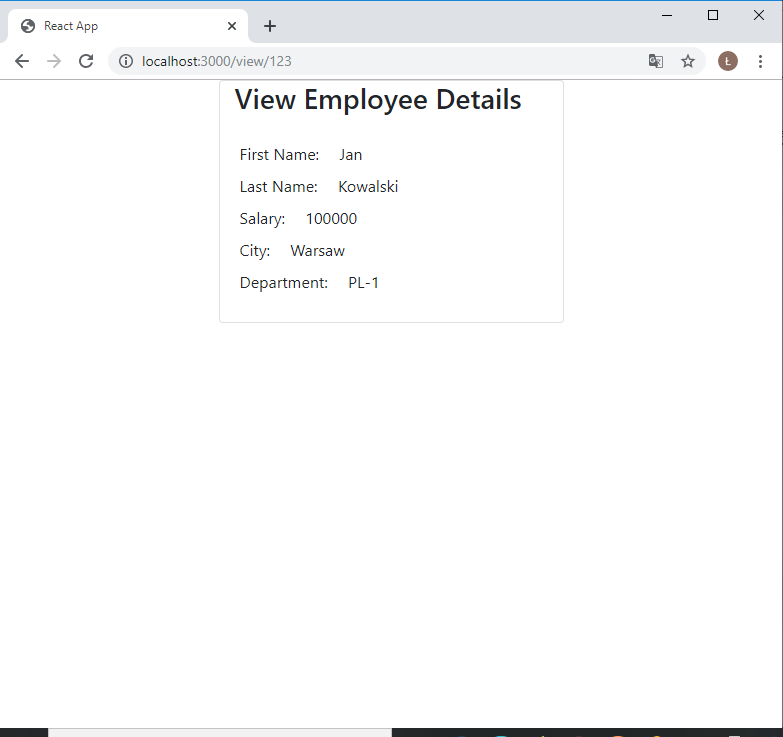 React App
localhost:3000/view/123
Ł
View Employee Details
First Name: Jan
Last Name: Kowalski
Salary: 100000
City: Warsaw
Department: PL-1